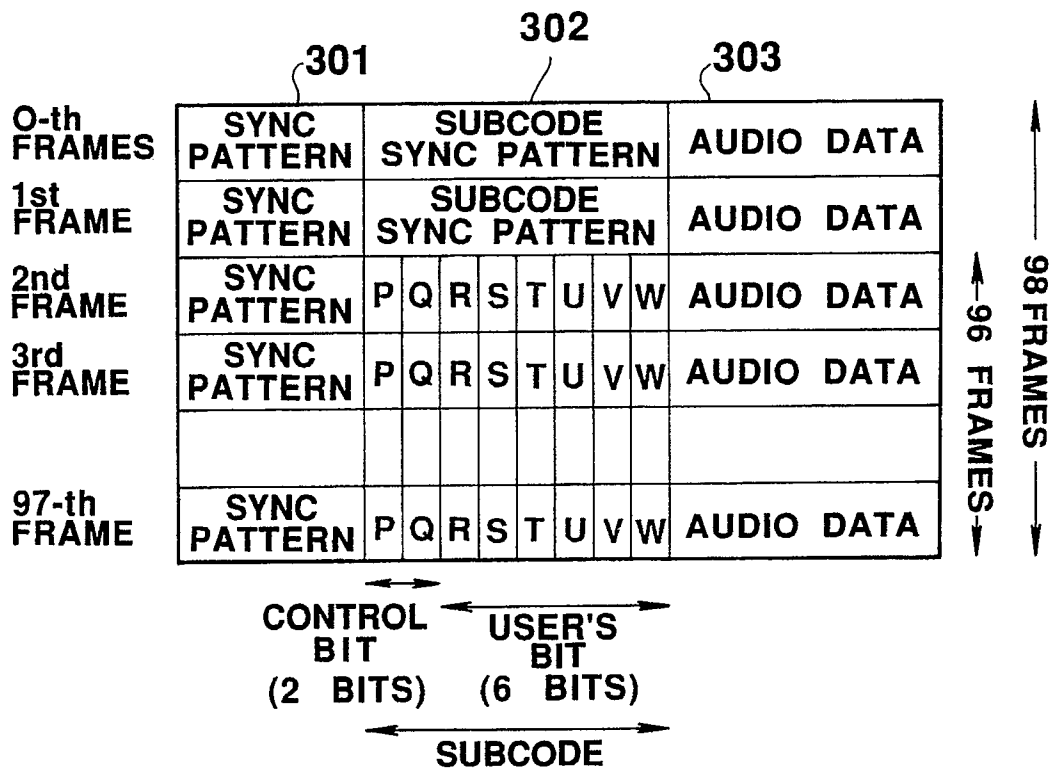 301
302
303
0-th
FRAMES
SYNC
PATTERN
SUBCODE
SYNC PATTERN
AUDIO DATA
1st
FRAME
SYNC
PATTERN
SUBCODE
SYNC PATTERN
AUDIO DATA
2nd
FRAME
SYNC
PATTERN
P Q R S T U V W
AUDIO DATA
3rd
FRAME
SYNC
PATTERN
P Q R S T U V W
AUDIO DATA
97-th
FRAME
SYNC
PATTERN
P Q R S T U V W
AUDIO DATA
96 FRAMES
98 FRAMES
CONTROL
BIT
(2 BITS)
USER'S
BIT
(6 BITS)
SUBCODE